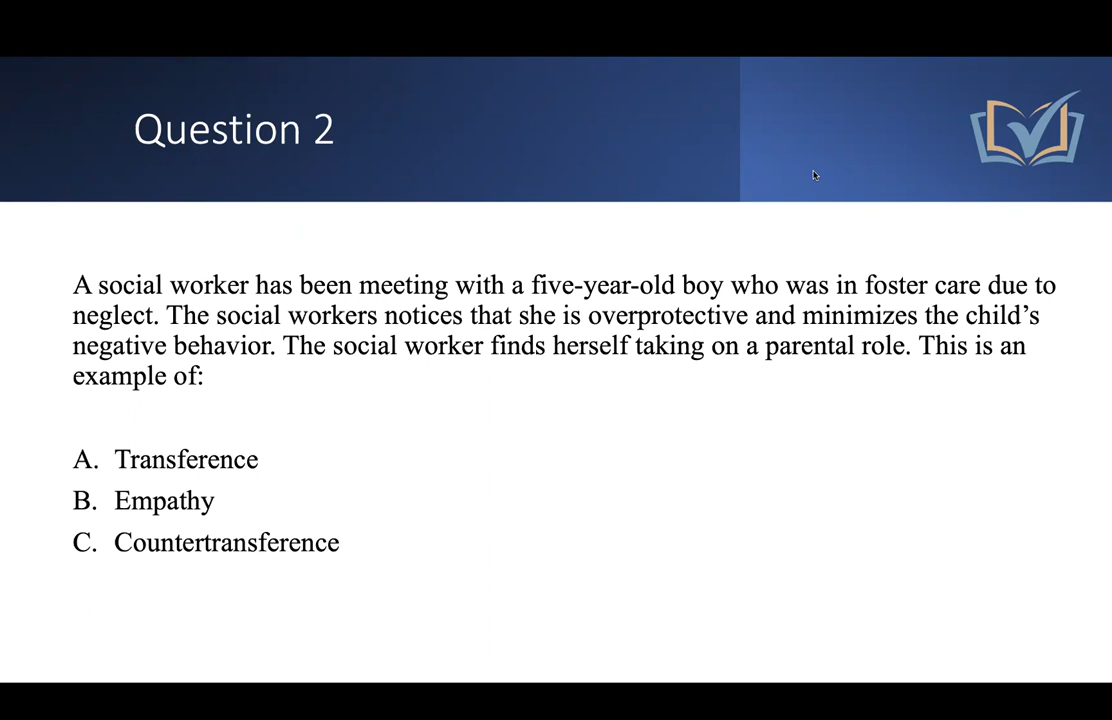 Question 2
A social worker has been meeting with a five-year-old boy who was in foster care due to
neglect. The social workers notices that she is overprotective and minimizes the child’s
negative behavior. The social worker finds herself taking on a parental role. This is an
example of:
A. Transference
B. Empathy
C. Countertransference